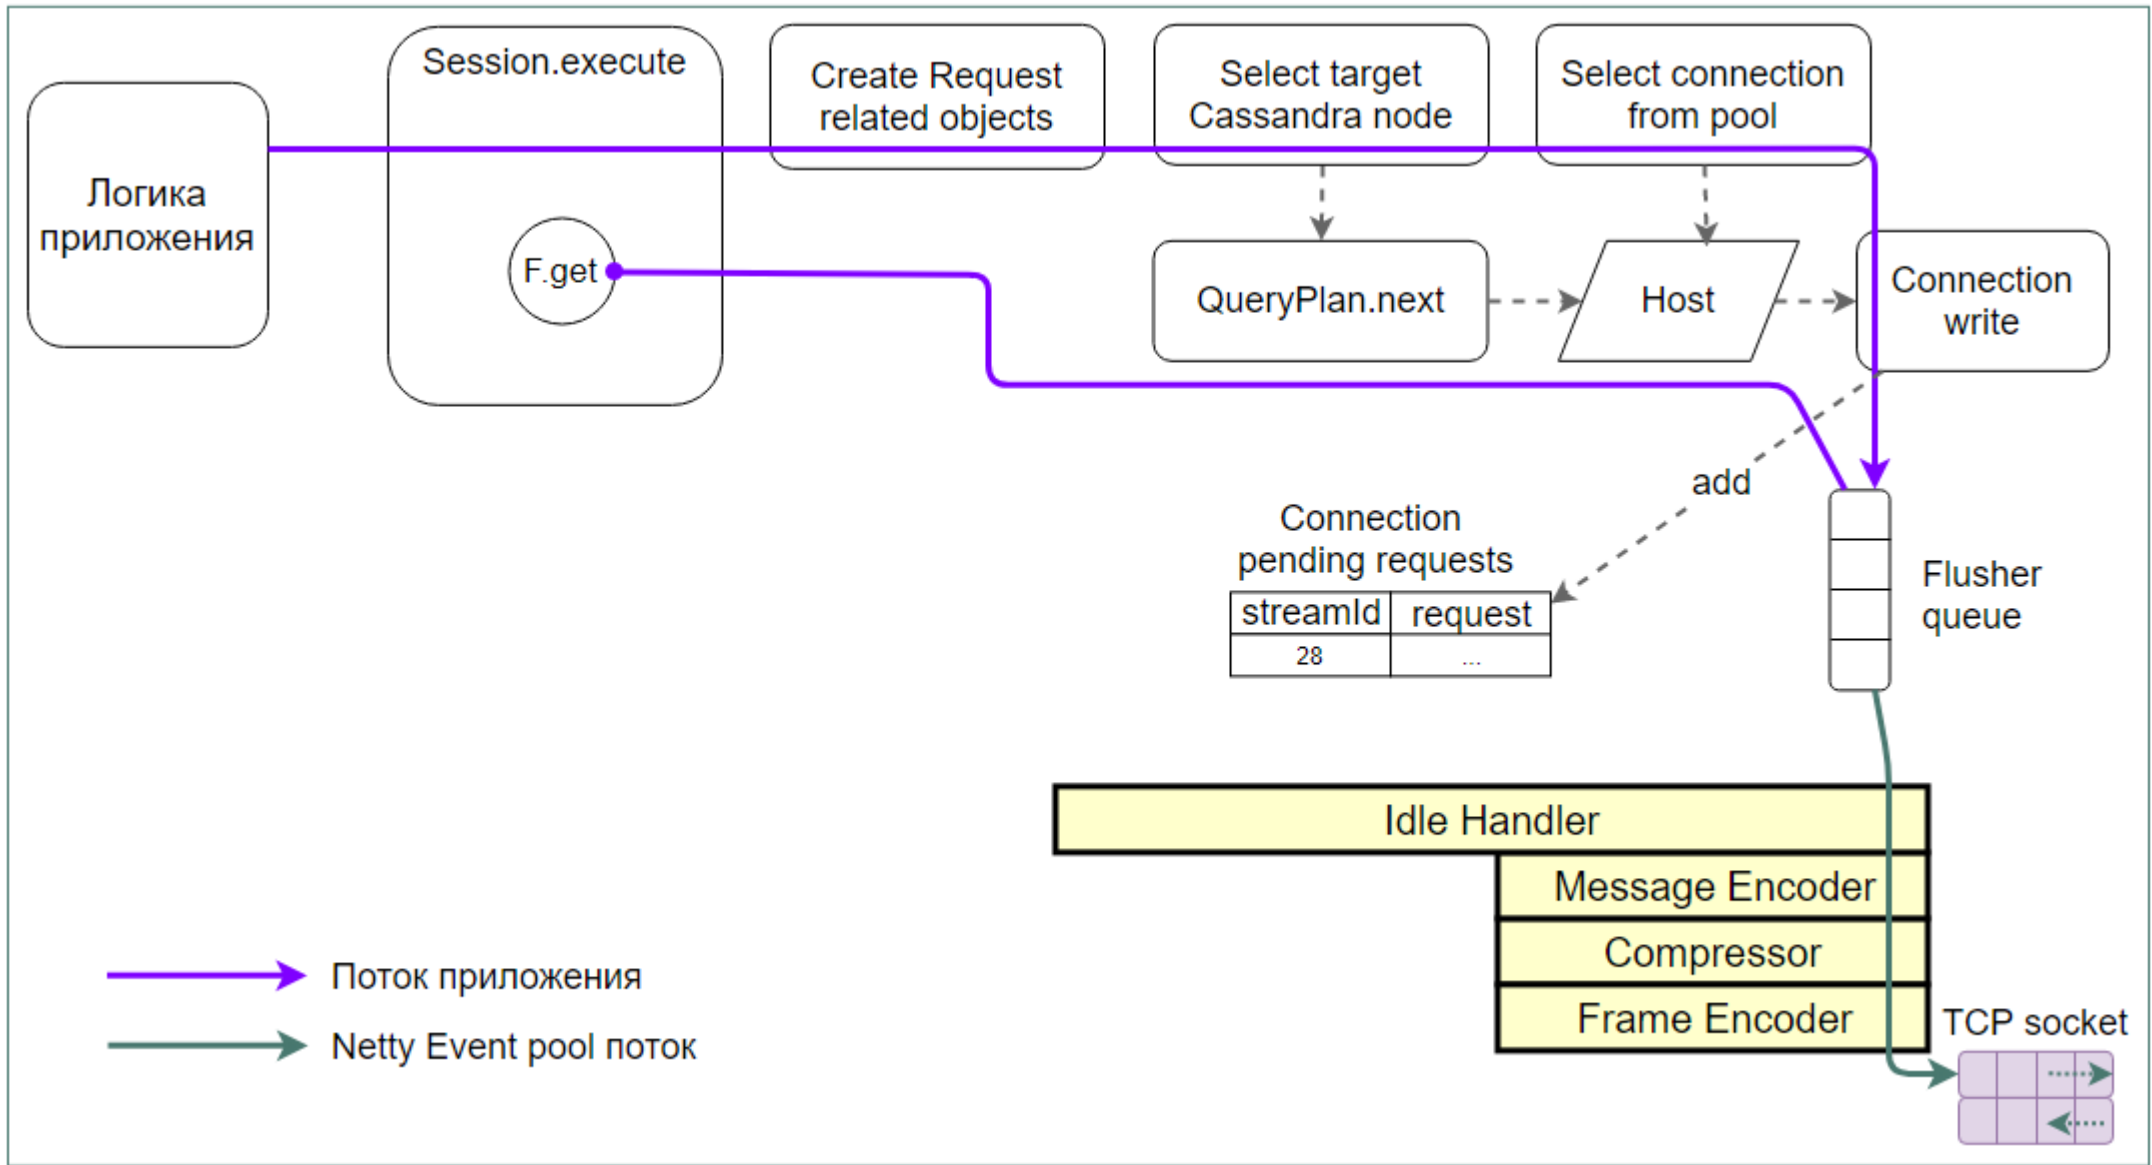 Session.execute
Create Request
related objects
Select target
Cassandra node
Select connection
from pool
Логика
приложения
F.get
QueryPlan.next
Host
Connection
write
add
Connection
pending requests
streamId request
28 ...
Flusher
queue
Idle Handler
Message Encoder
Compressor
Frame Encoder
Поток приложения
Netty Event pool поток
TCP socket